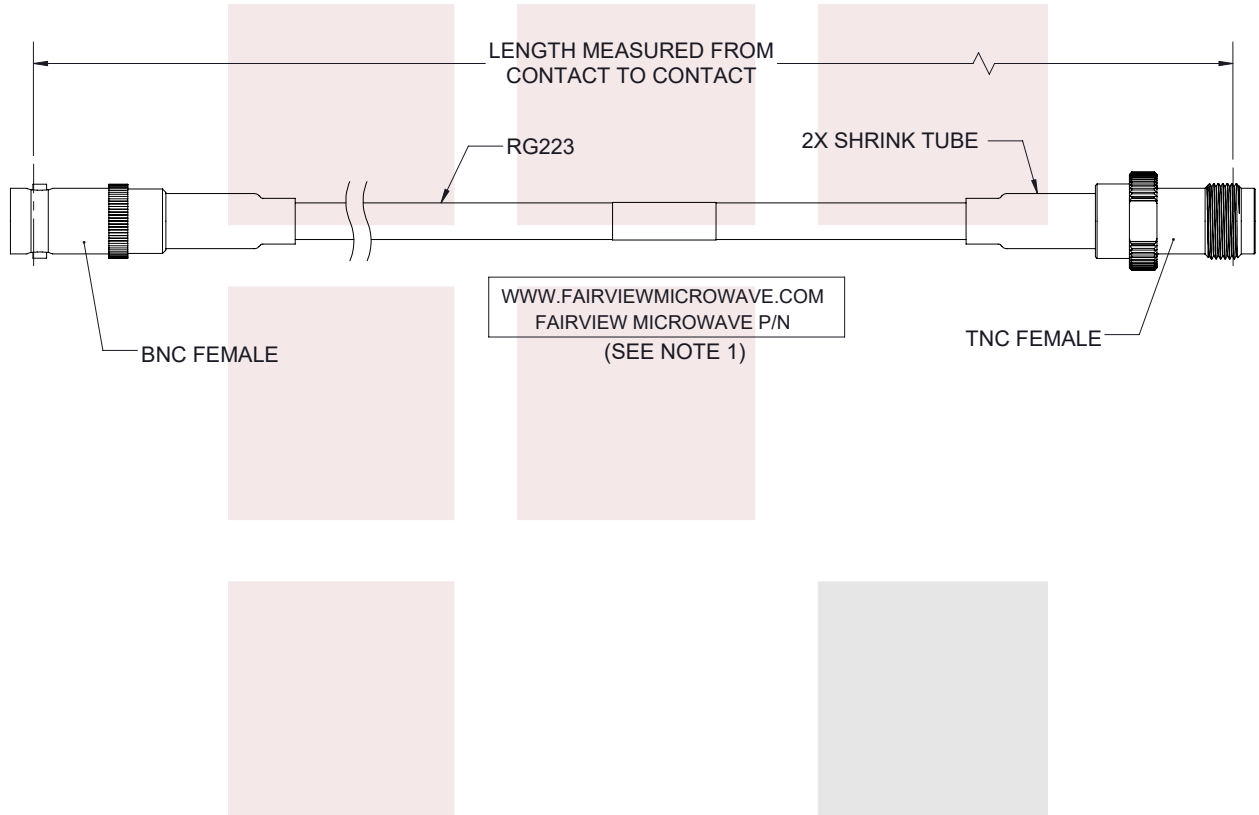 LENGTH MEASURED FROM
CONTACT TO CONTACT
RG223
2X SHRINK TUBE
WWW.FAIRVIEWMICROWAVE.COM
FAIRVIEW MICROWAVE P/N
(SEE NOTE 1)
BNC FEMALE
TNC FEMALE